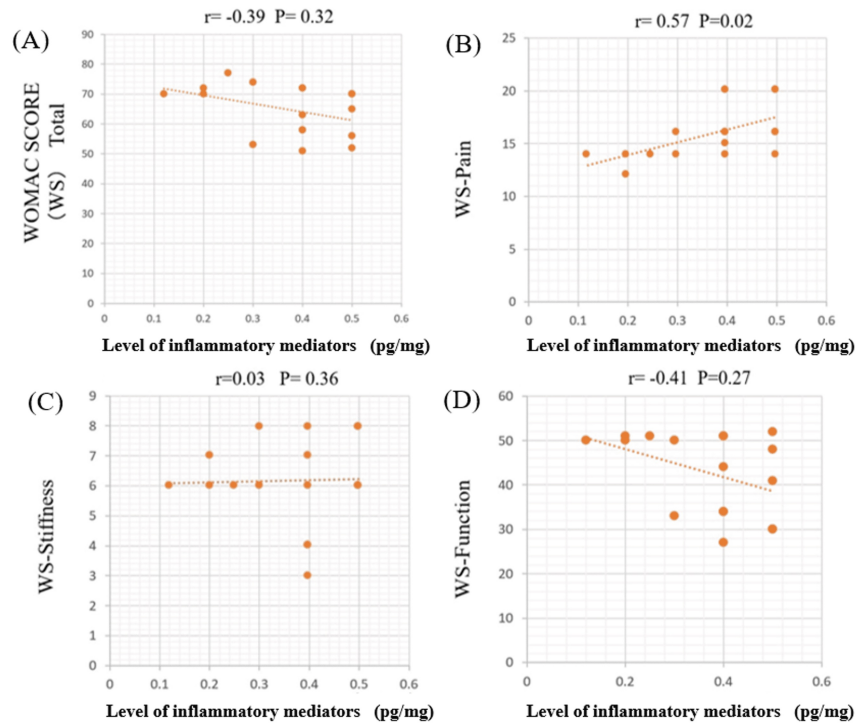 r= -0.39 P= 0.32
(A)
WOMAC SCORE
(WS) Total
90
80
70
60
50
40
30
20
10
0
0 0.1 0.2 0.3 0.4 0.5 0.6
Level of inflammatory mediators (pg/mg)
r= 0.57 P=0.02
(B)
WS-Pain
25
20
15
10
5
0
0 0.1 0.2 0.3 0.4 0.5 0.6
Level of inflammatory mediators (pg/mg)
r=0.03 P= 0.36
(C)
WS-Stiffness
9
8
7
6
5
4
3
2
1
0
0 0.1 0.2 0.3 0.4 0.5 0.6
Level of inflammatory mediators (pg/mg)
r= -0.41 P=0.27
(D)
WS-Function
60
50
40
30
20
10
0
0 0.2 0.4 0.6
Level of inflammatory mediators (pg/mg)